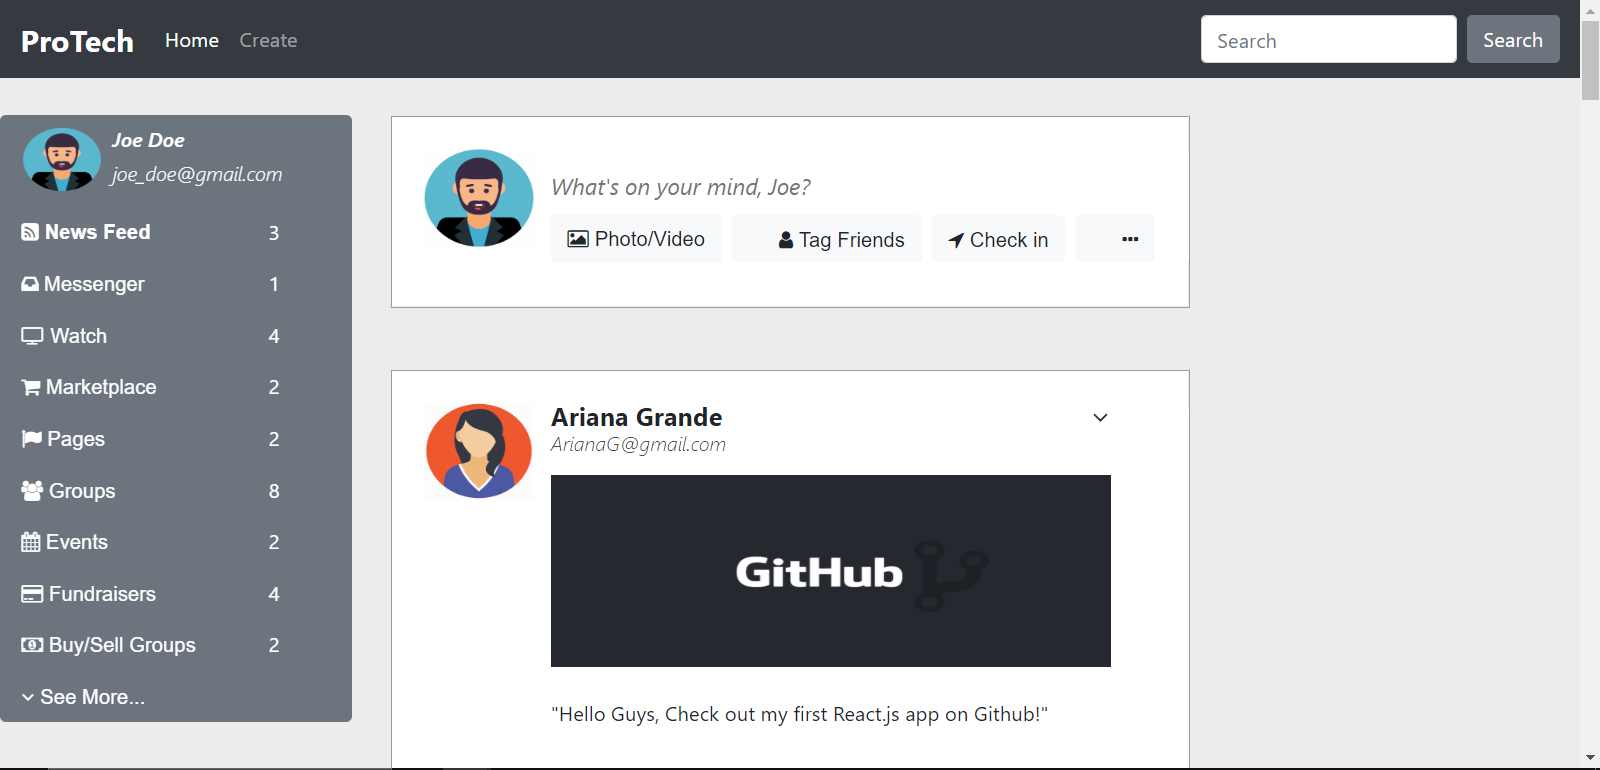 ProTech Home Create Search Search
Joe Doe
joe_doe@gmail.com
News Feed 3
Messenger 1
Watch 4
Marketplace 2
Pages 2
Groups 8
Events 2
Fundraisers 4
Buy/Sell Groups 2
See More...
What's on your mind, Joe?
Photo/Video Tag Friends Check in ...
Ariana Grande
ArianaG@gmail.com
GitHub
"Hello Guys, Check out my first React.js app on Github!"